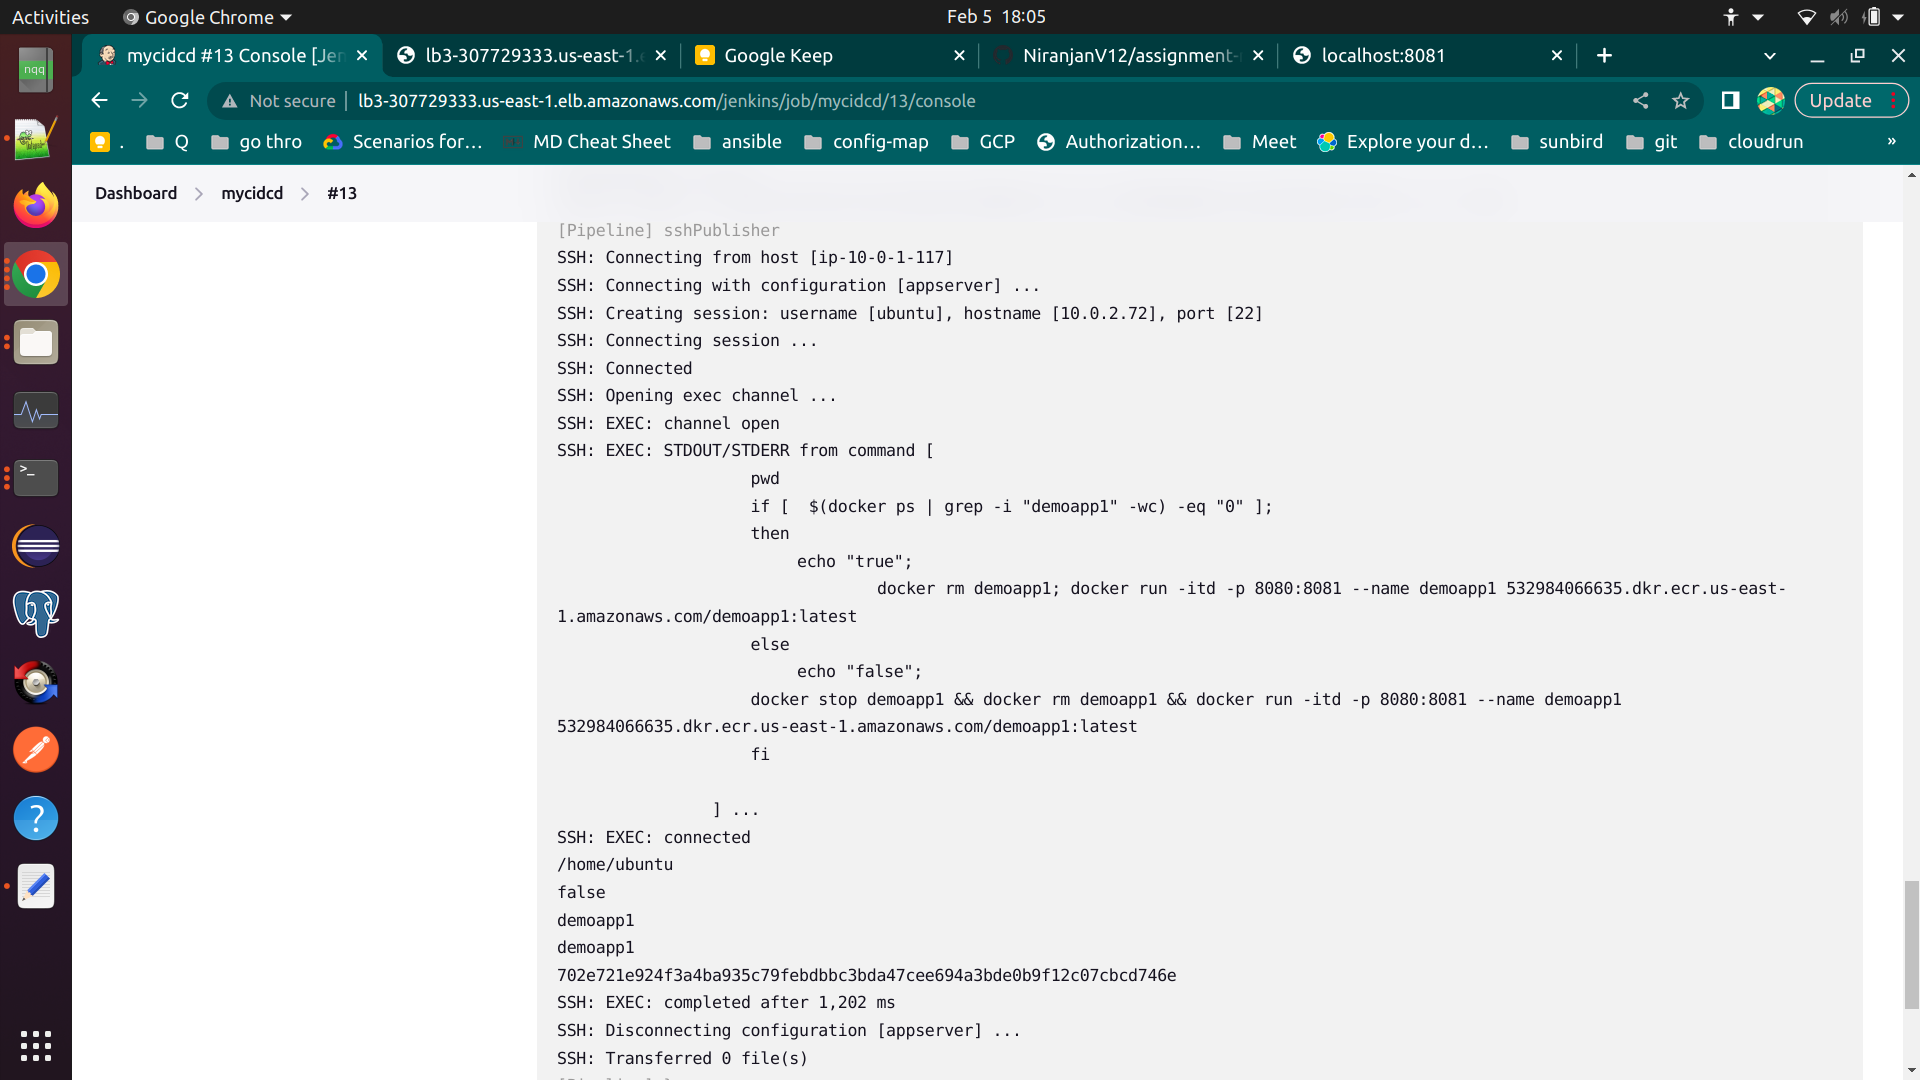 Activities Google Chrome Feb 5 18:05
mycidcd #13 Console [Jen lb3-307729333.us-east-1. Google Keep NiranjanV12/assignment- localhost:8081
Not secure lb3-307729333.us-east-1.elb.amazonaws.com/jenkins/job/mycidcd/13/console Update
. Q go thro Scenarios for... MD Cheat Sheet ansible config-map GCP Authorization... Meet Explore your d... sunbird git cloudrun »
Dashboard mycidcd #13
nqq
[Pipeline] sshPublisher
SSH: Connecting from host [ip-10-0-1-117]
SSH: Connecting with configuration [appserver] ...
SSH: Creating session: username [ubuntu], hostname [10.0.2.72], port [22]
SSH: Connecting session ...
SSH: Connected
SSH: Opening exec channel ...
SSH: EXEC: channel open
SSH: EXEC: STDOUT/STDERR from command [
pwd
if [  $(docker ps | grep -i "demoapp1" -wc) -eq "0" ];
then
echo "true";
docker rm demoapp1; docker run -itd -p 8080:8081 --name demoapp1 532984066635.dkr.ecr.us-east-
1.amazonaws.com/demoapp1:latest
else
echo "false";
docker stop demoapp1 && docker rm demoapp1 && docker run -itd -p 8080:8081 --name demoapp1
532984066635.dkr.ecr.us-east-1.amazonaws.com/demoapp1:latest
fi
] ...
SSH: EXEC: connected
/home/ubuntu
false
demoapp1
demoapp1
702e721e924f3a4ba935c79febdbbc3bda47cee694a3bde0b9f12c07cbcd746e
SSH: EXEC: completed after 1,202 ms
SSH: Disconnecting configuration [appserver] ...
SSH: Transferred 0 file(s)